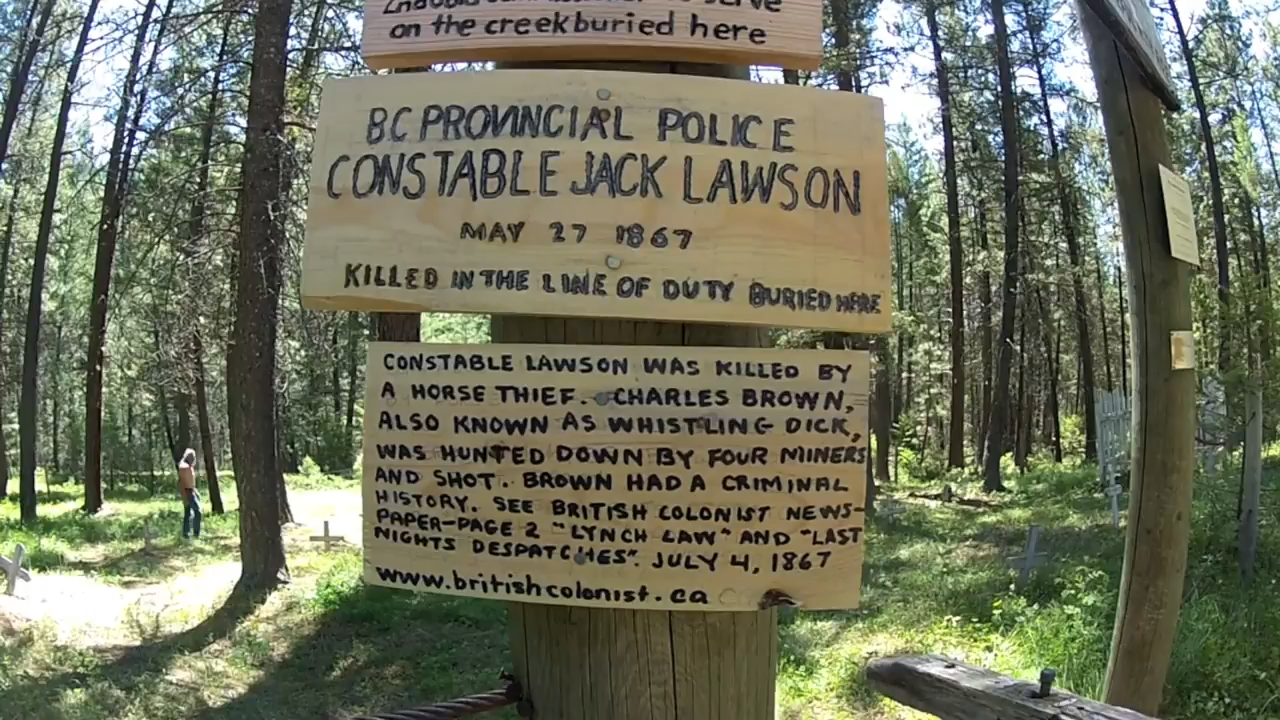 on the creek buried here
BC PROVINCIAL POLICE
CONSTABLE JACK LAWSON
MAY 27 1867
KILLED IN THE LINE OF DUTY BURIED HERE
CONSTABLE LAWSON WAS KILLED BY
A HORSE THIEF. CHARLES BROWN,
ALSO KNOWN AS WHISTLING DICK,
WAS HUNTED DOWN BY FOUR MINERS
AND SHOT. BROWN HAD A CRIMINAL
HISTORY. SEE BRITISH COLONIST NEWS-
PAPER-PAGE 2 "LYNCH LAW" AND "LAST
NIGHTS DESPATCHES". JULY 4, 1867
www.britishcolonist.ca